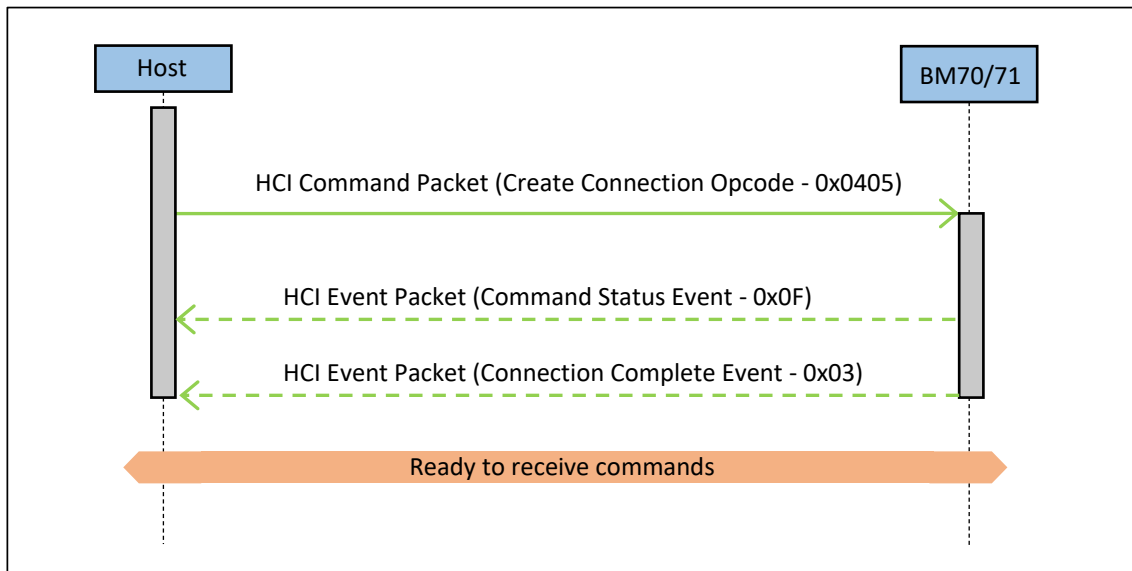 Host
BM70/71
HCI Command Packet (Create Connection Opcode - 0x0405)
HCI Event Packet (Command Status Event - 0x0F)
HCI Event Packet (Connection Complete Event - 0x03)
Ready to receive commands